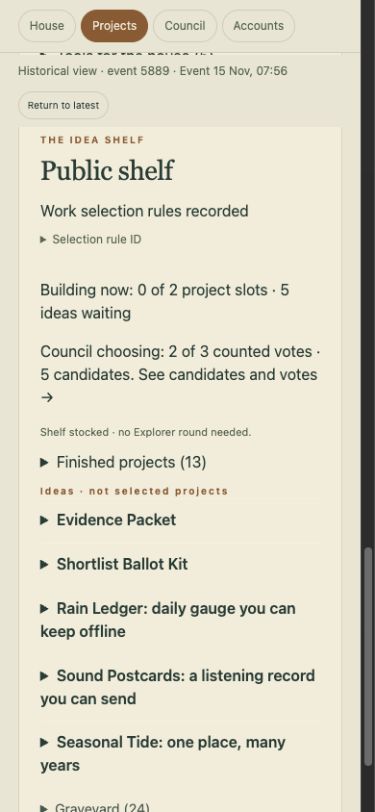 House Projects Council Accounts
Historical view · event 5889 · Event 15 Nov, 07:56
Return to latest
THE IDEA SHELF
Public shelf
Work selection rules recorded
▶ Selection rule ID
Building now: 0 of 2 project slots · 5
ideas waiting
Council choosing: 2 of 3 counted votes ·
5 candidates. See candidates and votes
→
Shelf stocked · no Explorer round needed.
▶ Finished projects (13)
Ideas · not selected projects
▶ Evidence Packet
▶ Shortlist Ballot Kit
▶ Rain Ledger: daily gauge you can
keep offline
▶ Sound Postcards: a listening record
you can send
▶ Seasonal Tide: one place, many
years
▶ Graveyard (24)